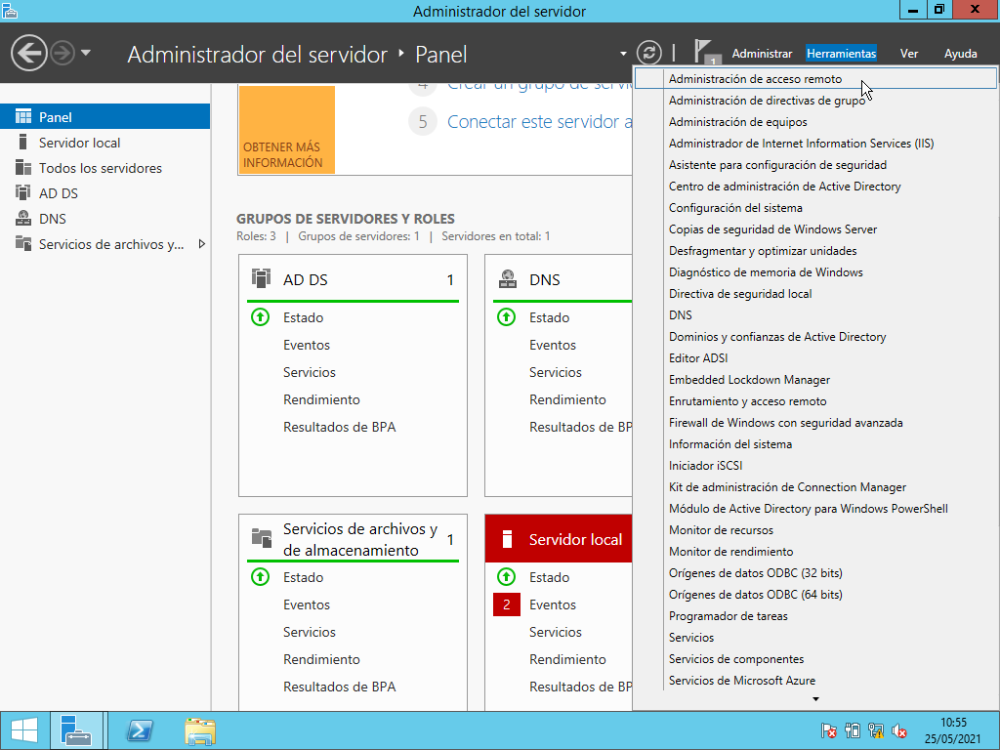 Administrador del servidor
Administrador del servidor ‣ Panel
1
Administrar
Herramientas
Ver
Ayuda
Panel
Servidor local
Todos los servidores
AD DS
DNS
Servicios de archivos y...
OBTENER MÁS
INFORMACIÓN
4 Crear un grupo de servi
5 Conectar este servidor a
GRUPOS DE SERVIDORES Y ROLES
Roles: 3 | Grupos de servidores: 1 | Servidores en total: 1
AD DS 1
Estado
Eventos
Servicios
Rendimiento
Resultados de BPA
DNS
Estado
Eventos
Servicios
Rendimiento
Resultados de BP
Servicios de archivos y
de almacenamiento
1
Estado
Eventos
Servicios
Rendimiento
Resultados de BPA
Servidor local
Estado
2 Eventos
Servicios
Rendimiento
Resultados de BP
Administración de acceso remoto
Administración de directivas de grupo
Administración de equipos
Administrador de Internet Information Services (IIS)
Asistente para configuración de seguridad
Centro de administración de Active Directory
Configuración del sistema
Copias de seguridad de Windows Server
Desfragmentar y optimizar unidades
Diagnóstico de memoria de Windows
Directiva de seguridad local
DNS
Dominios y confianzas de Active Directory
Editor ADSI
Embedded Lockdown Manager
Enrutamiento y acceso remoto
Firewall de Windows con seguridad avanzada
Información del sistema
Iniciador iSCSI
Kit de administración de Connection Manager
Módulo de Active Directory para Windows PowerShell
Monitor de recursos
Monitor de rendimiento
Orígenes de datos ODBC (32 bits)
Orígenes de datos ODBC (64 bits)
Programador de tareas
Servicios
Servicios de componentes
Servicios de Microsoft Azure
10:55
25/05/2021